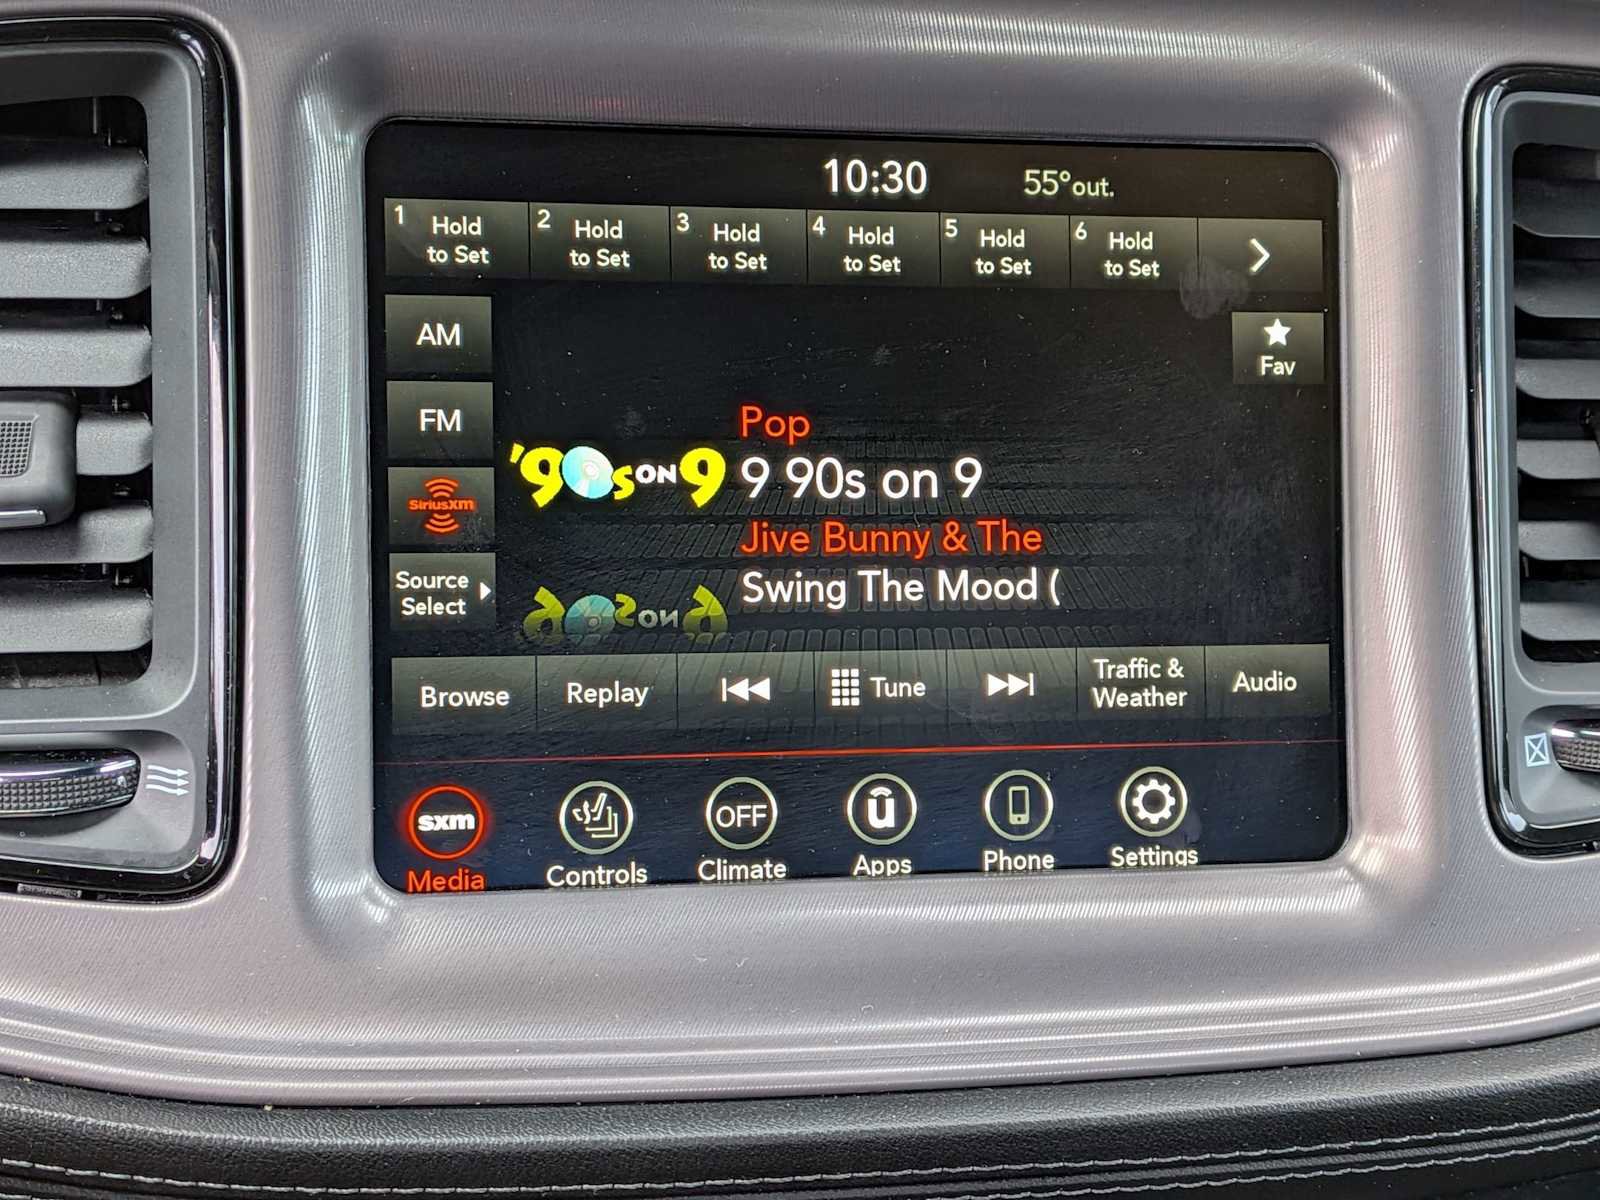 10:30
55°out.
1 Hold to Set
2 Hold to Set
3 Hold to Set
4 Hold to Set
5 Hold to Set
6 Hold to Set
AM
Fav
FM
Pop
'90s ON 9
9 90s on 9
SiriusXM
Jive Bunny & The
Source
Select
Swing The Mood (
Browse
Replay
Tune
Traffic &
Weather
Audio
sxm
OFF
Media
Controls
Climate
Apps
Phone
Settings